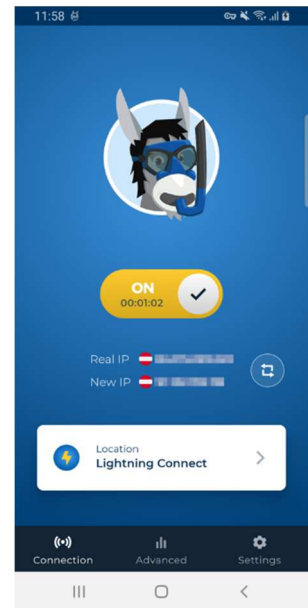 11:58
ON
00:01:02
Real IP
New IP
Location
Lightning Connect
Connection
Advanced
Settings